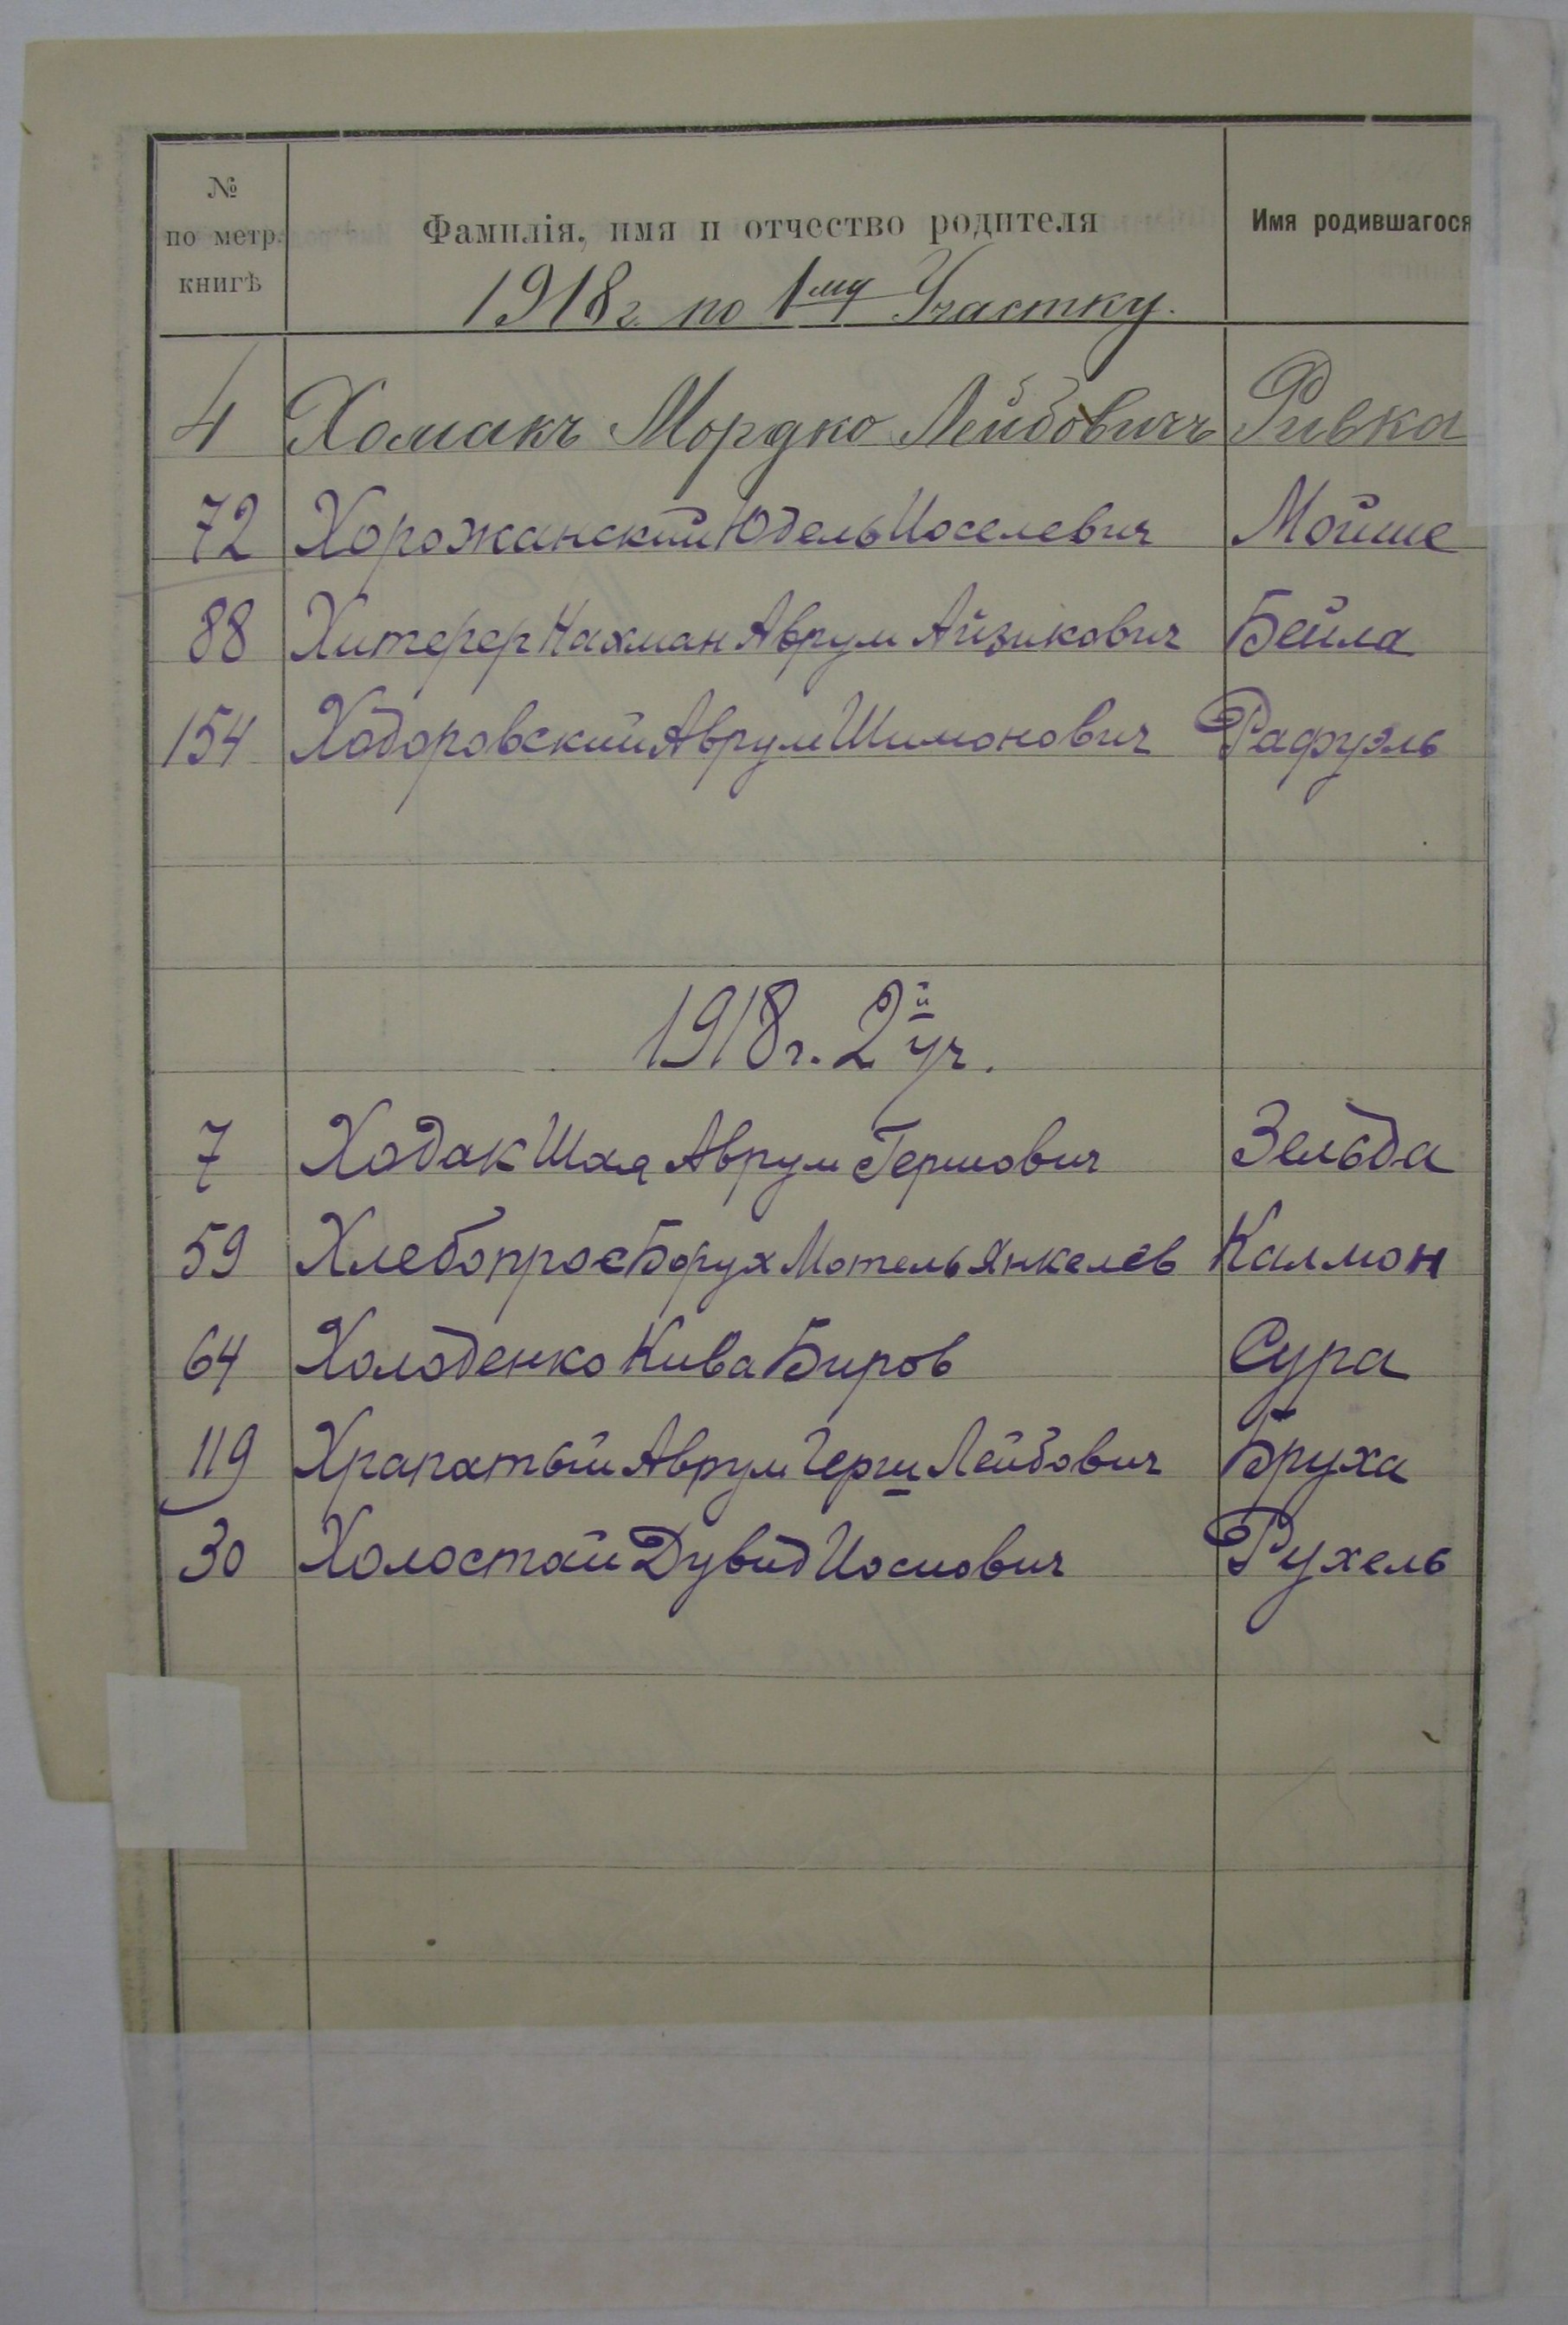 № по метр. книгѣ | Фамилія, имя и отчество родителя | Имя родившагося
1918 г. по 1му Участку.
4 Хомакъ Мордко Лейбовичъ Ривка
72 Хорожанский Юдель Иоселевич Мойше
88 Хитерер Нахман Аврум Айзикович Бейла
154 Ходоровский Аврум Шимонович Рафуэль
1918 г. 2й уч.
7 Ходак Шая Аврум Гершович Зельда
59 Хлебопрос Борух Мотель Янкелев Калмон
64 Холоденко Кива Биров Сура
119 Храпатый Аврум Герш Лейбович Бруха
30 Холостой Дувид Иосиович Рухель